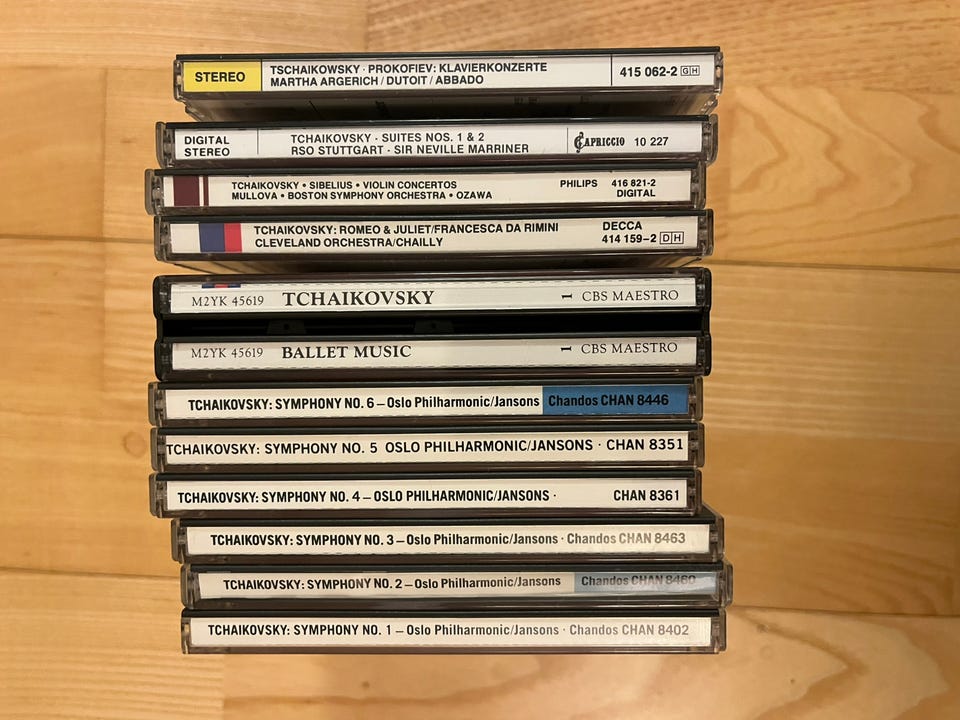 STEREO TSCHAIKOWSKY · PROKOFIEV: KLAVIERKONZERTE 415 062-2 GH
MARTHA ARGERICH / DUTOIT / ABBADO
DIGITAL TCHAIKOVSKY · SUITES NOS. 1 & 2 CAPRICCIO 10 227
STEREO RSO STUTTGART · SIR NEVILLE MARRINER
TCHAIKOVSKY • SIBELIUS • VIOLIN CONCERTOS PHILIPS 416 821-2
MULLOVA • BOSTON SYMPHONY ORCHESTRA • OZAWA DIGITAL
TCHAIKOVSKY: ROMEO & JULIET/FRANCESCA DA RIMINI DECCA
CLEVELAND ORCHESTRA/CHAILLY 414 159-2 DH
M2YK 45619 TCHAIKOVSKY 1 CBS MAESTRO
M2YK 45619 BALLET MUSIC 1 CBS MAESTRO
TCHAIKOVSKY: SYMPHONY NO. 6 – Oslo Philharmonic/Jansons Chandos CHAN 8446
TCHAIKOVSKY: SYMPHONY NO. 5 OSLO PHILHARMONIC/JANSONS · CHAN 8351
TCHAIKOVSKY: SYMPHONY NO. 4 – OSLO PHILHARMONIC/JANSONS · CHAN 8361
TCHAIKOVSKY: SYMPHONY NO. 3 – Oslo Philharmonic/Jansons · Chandos CHAN 8463
TCHAIKOVSKY: SYMPHONY NO. 2 – Oslo Philharmonic/Jansons Chandos CHAN 8460
TCHAIKOVSKY: SYMPHONY NO. 1 – Oslo Philharmonic/Jansons · Chandos CHAN 8402